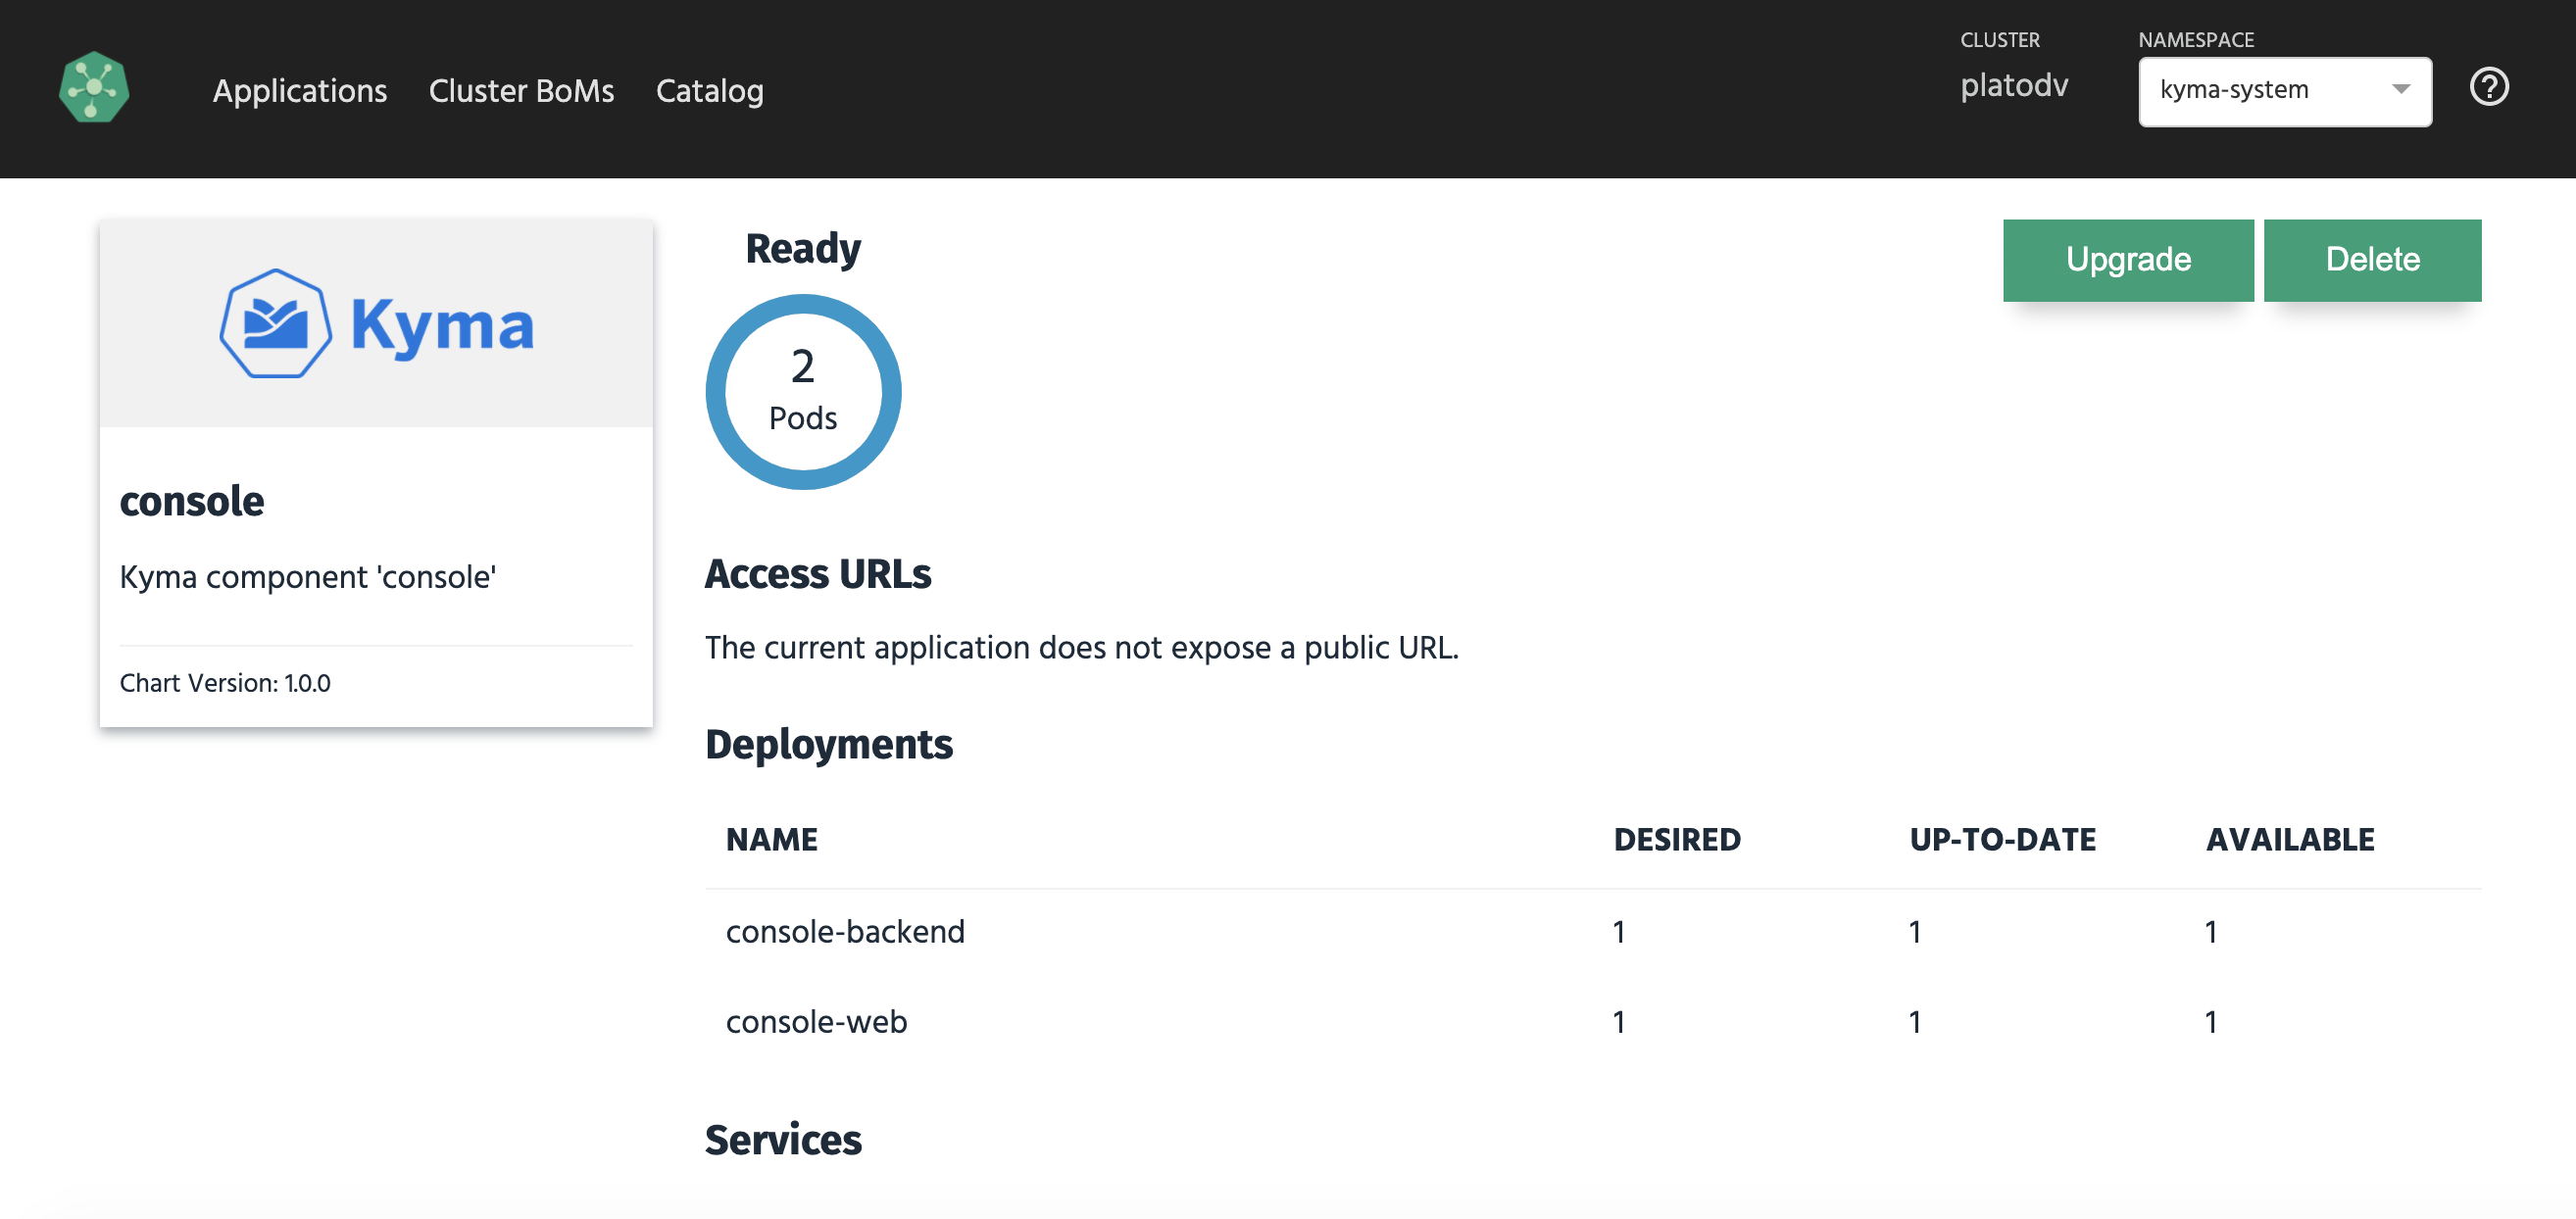 Applications Cluster BoMs Catalog
CLUSTER
platodv
NAMESPACE
kyma-system
?
Kyma
console
Kyma component 'console'
Chart Version: 1.0.0
Ready
2
Pods
Upgrade Delete
Access URLs
The current application does not expose a public URL.
Deployments
NAME DESIRED UP-TO-DATE AVAILABLE
console-backend 1 1 1
console-web 1 1 1
Services